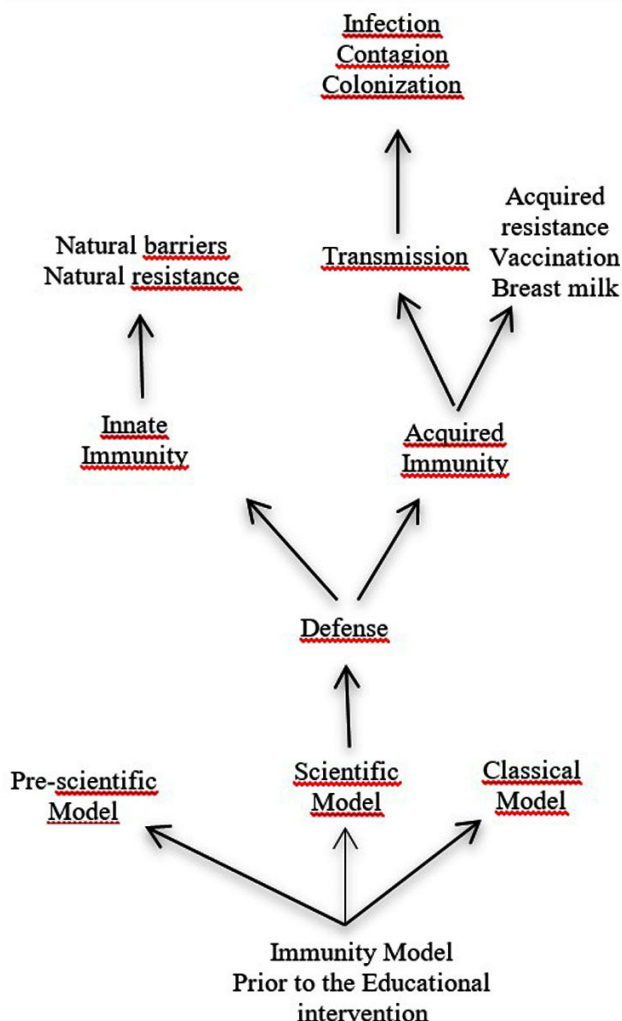 Infection
Contagion
Colonization
Acquired
resistance
Vaccination
Breast milk
Natural barriers
Natural resistance
Transmission
Innate
Immunity
Acquired
Immunity
Defense
Pre-scientific
Model
Scientific
Model
Classical
Model
Immunity Model
Prior to the Educational
intervention